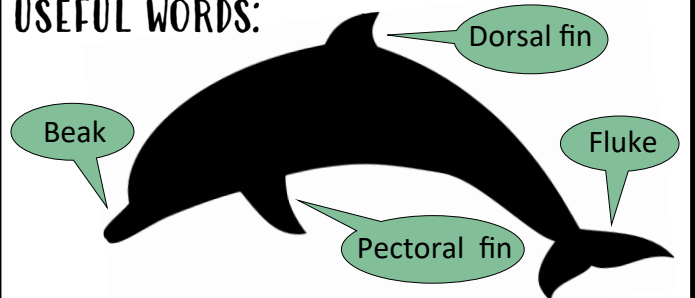 USEFUL WORDS:
Dorsal fin
Beak
Fluke
Pectoral fin